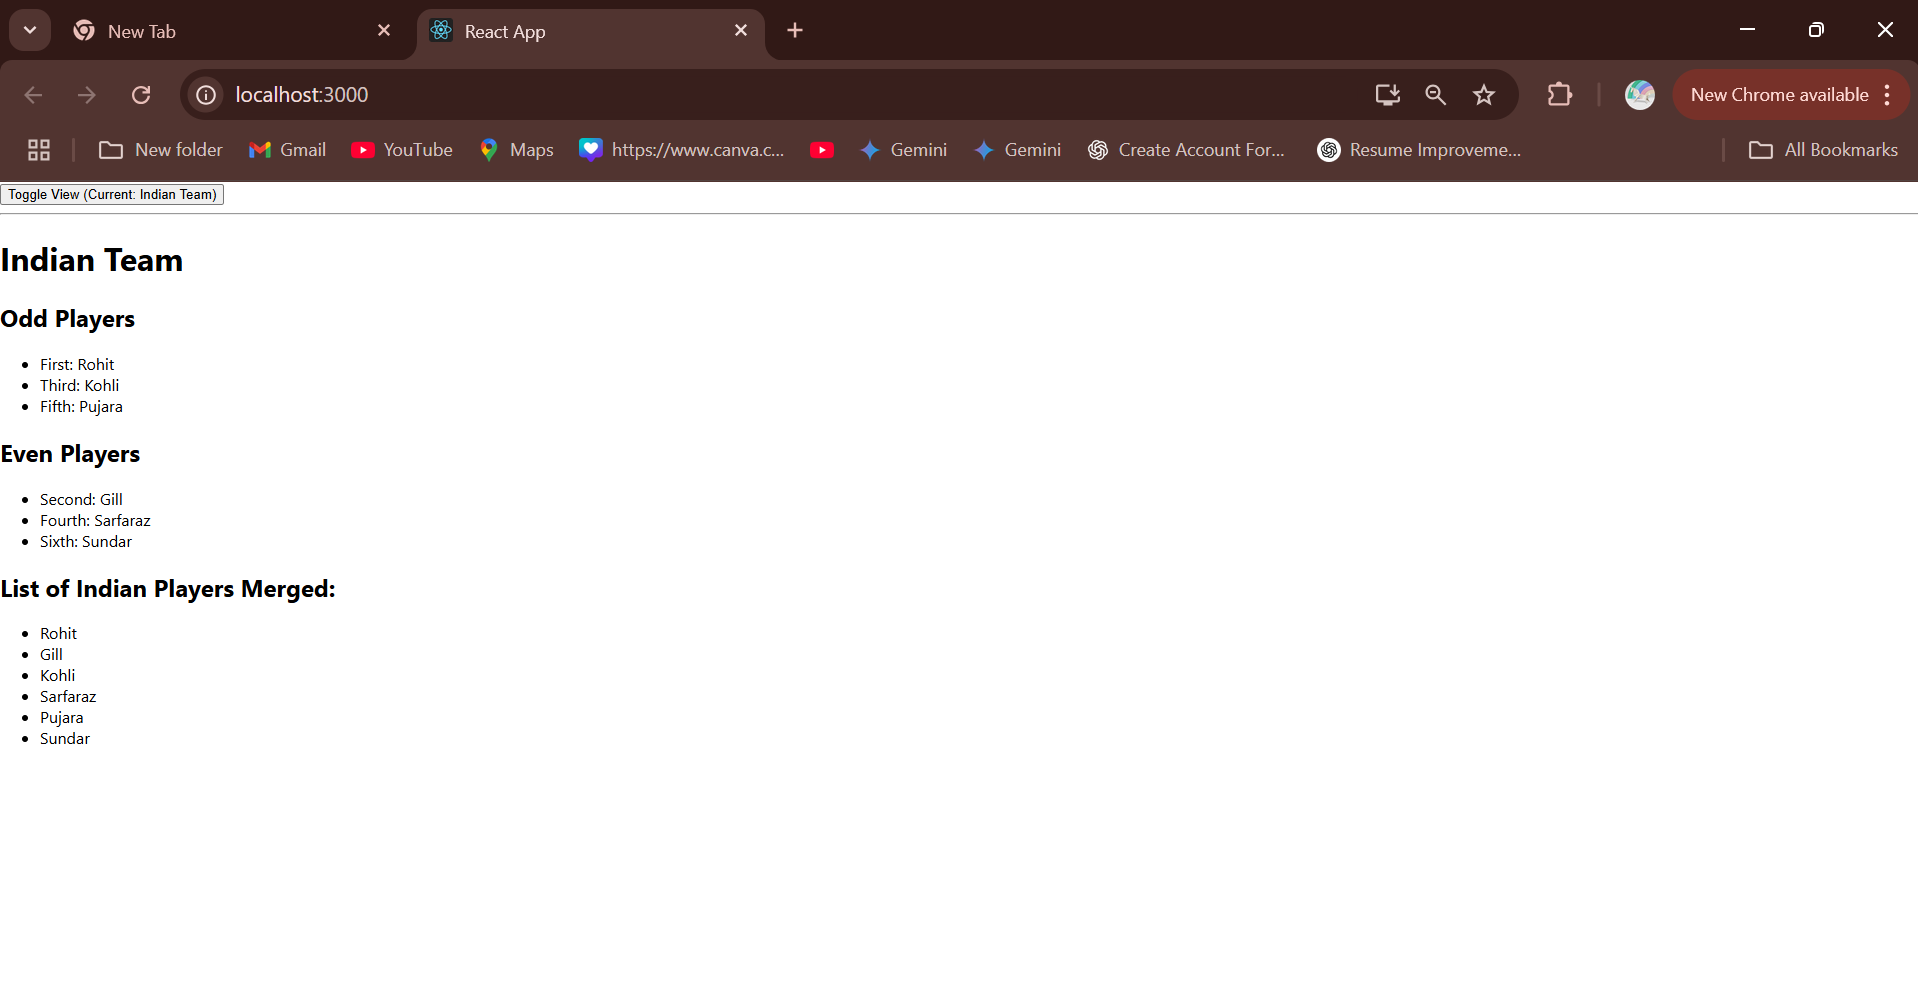 New Tab
React App
localhost:3000
New Chrome available
New folder
Gmail
YouTube
Maps
https://www.canva.c...
Gemini
Gemini
Create Account For...
Resume Improveme...
All Bookmarks
Toggle View (Current: Indian Team)
Indian Team
Odd Players
First: Rohit
Third: Kohli
Fifth: Pujara
Even Players
Second: Gill
Fourth: Sarfaraz
Sixth: Sundar
List of Indian Players Merged:
Rohit
Gill
Kohli
Sarfaraz
Pujara
Sundar